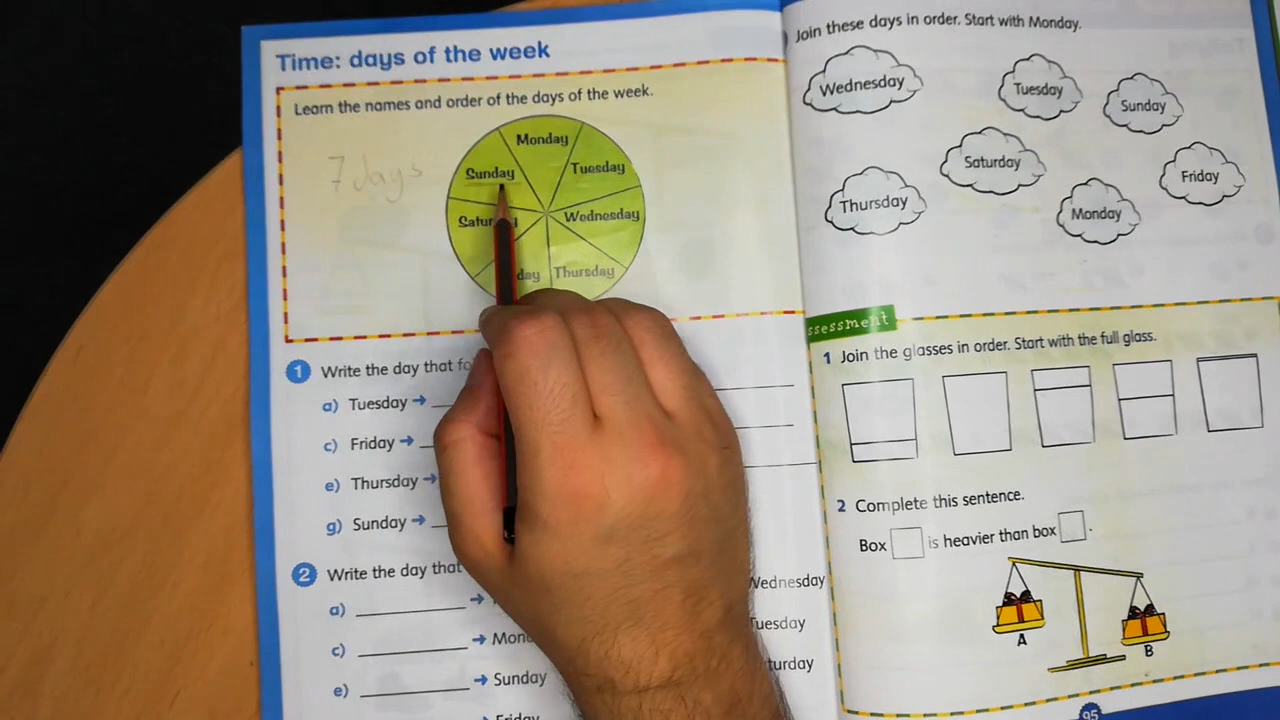 Time: days of the week
Learn the names and order of the days of the week.
7 days
Monday
Sunday
Tuesday
Wednesday
Thursday
1 Write the day that
a) Tuesday →
c) Friday →
e) Thursday →
g) Sunday →
2 Write the day that
a) →
c) →
e) → Sunday
→ Friday
Wednesday
Tuesday
Join these days in order. Start with Monday.
Wednesday
Tuesday
Sunday
Saturday
Friday
Thursday
Monday
1 Join the glasses in order. Start with the full glass.
2 Complete this sentence.
Box is heavier than box .
A
B
95